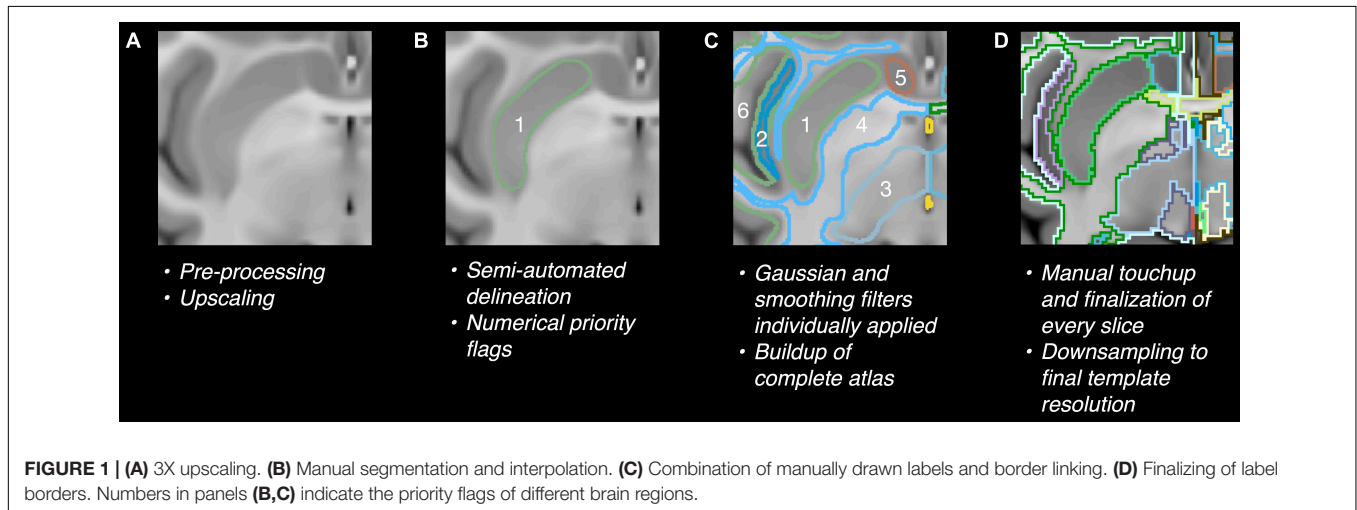 A
B
C
D
1
6
2
1
4
5
3
• Pre-processing
• Upscaling
• Semi-automated
delineation
• Numerical priority
flags
• Gaussian and
smoothing filters
individually applied
• Buildup of
complete atlas
• Manual touchup
and finalization of
every slice
• Downsampling to
final template
resolution
FIGURE 1 | (A) 3X upscaling. (B) Manual segmentation and interpolation. (C) Combination of manually drawn labels and border linking. (D) Finalizing of label
borders. Numbers in panels (B,C) indicate the priority flags of different brain regions.